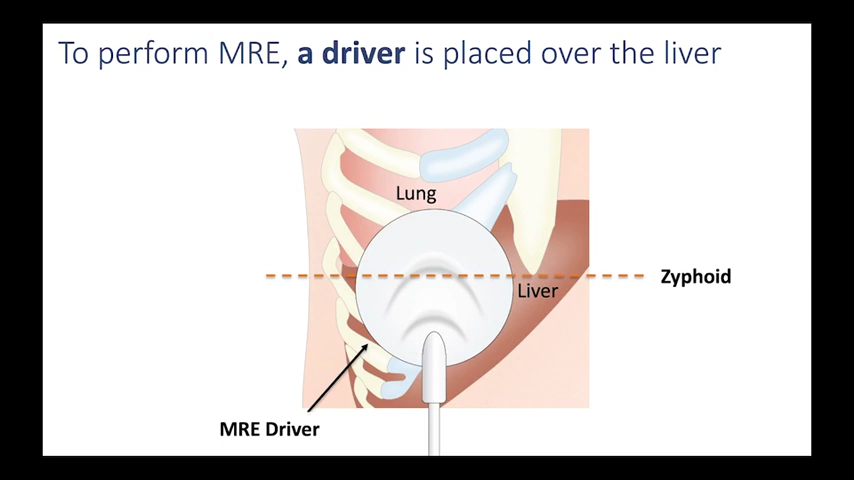 To perform MRE, a driver is placed over the liver
Lung
Zyphoid
Liver
MRE Driver